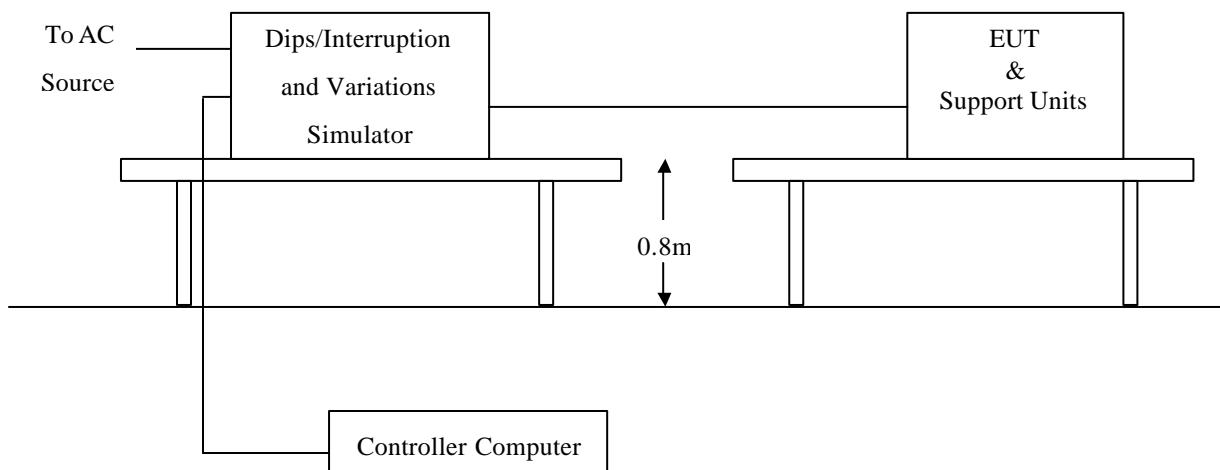 To AC
Source
Dips/Interruption
and Variations
Simulator
EUT
&
Support Units
0.8m
Controller Computer